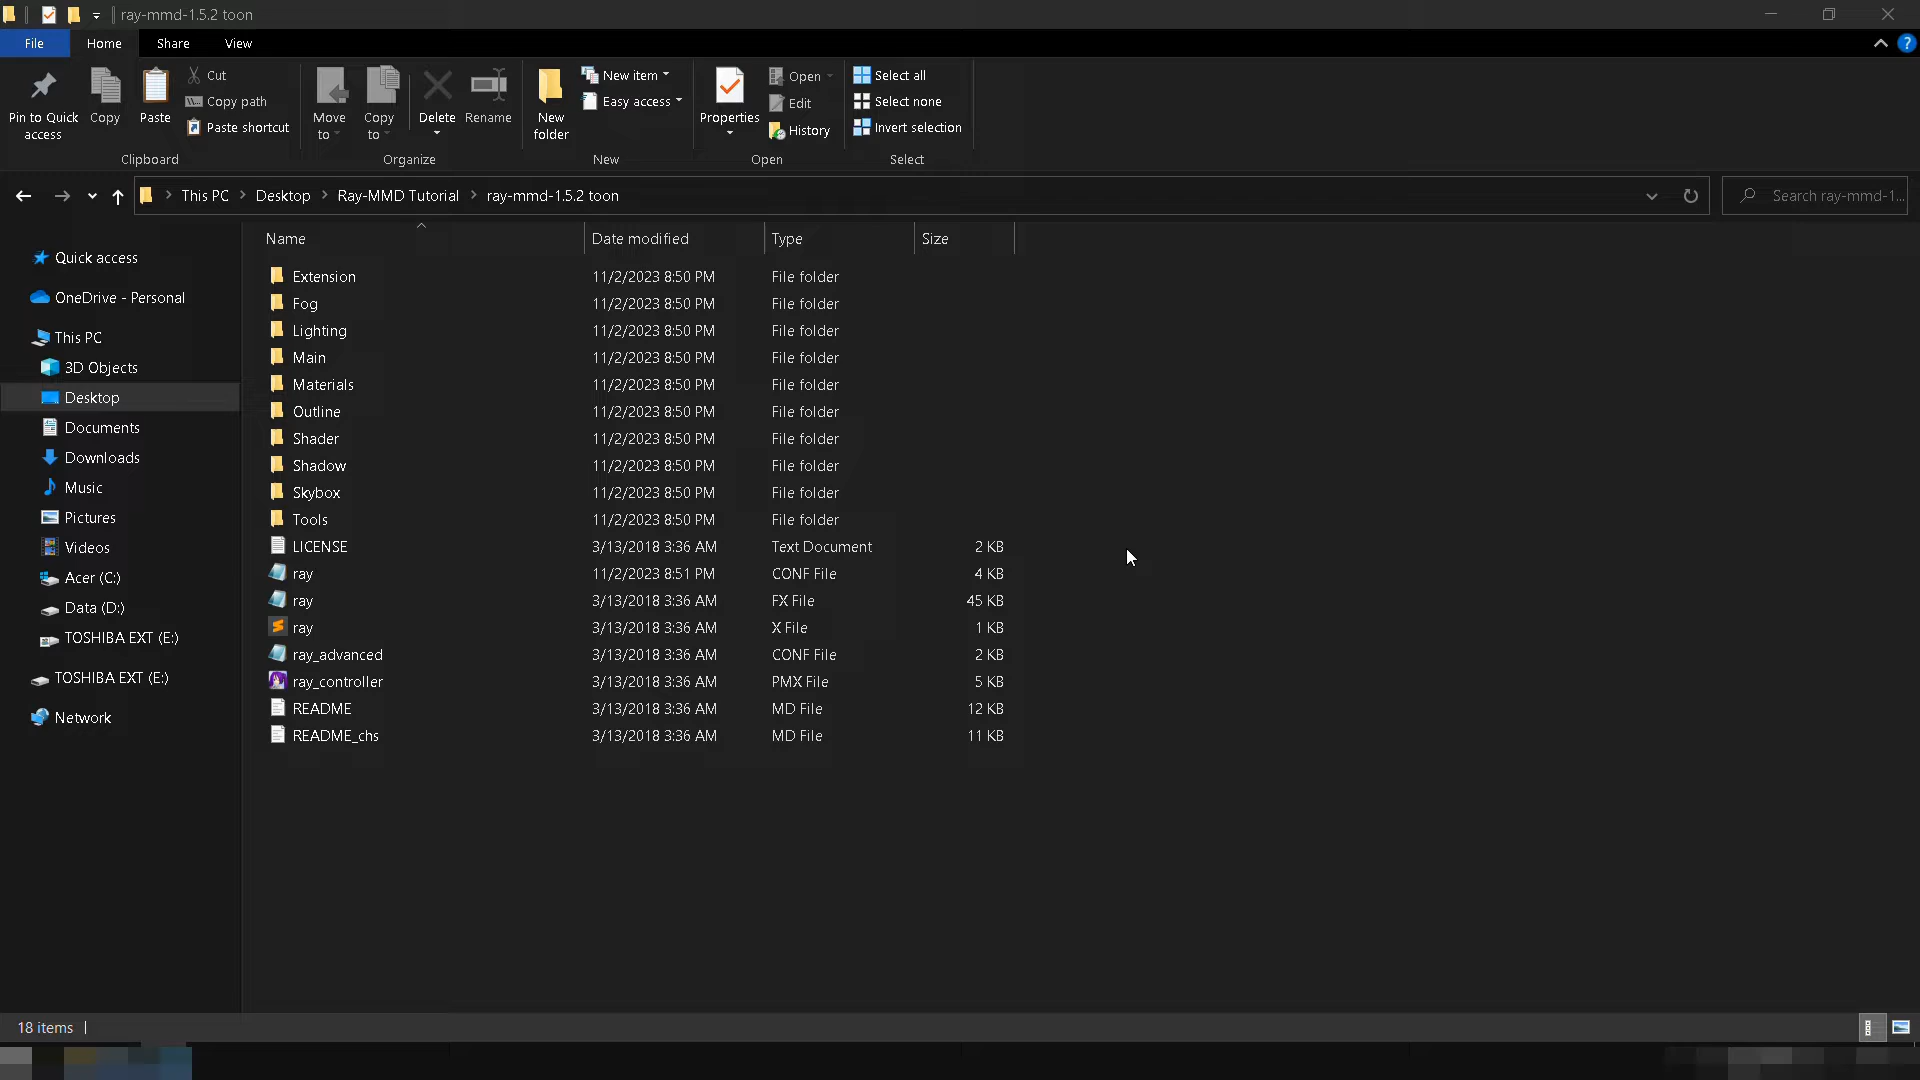 ray-mmd-1.5.2 toon
File Home Share View
Pin to Quick access
Copy
Paste
Cut
Copy path
Paste shortcut
Move to
Copy to
Delete
Rename
New folder
New item
Easy access
Properties
Open
Edit
History
Select all
Select none
Invert selection
Clipboard Organize New Open Select
This PC Desktop Ray-MMD Tutorial ray-mmd-1.5.2 toon
Search ray-mmd-1...
Quick access
OneDrive - Personal
This PC
3D Objects
Desktop
Documents
Downloads
Music
Pictures
Videos
Acer (C:)
Data (D:)
TOSHIBA EXT (E:)
TOSHIBA EXT (E:)
Network
Name Date modified Type Size
Extension 11/2/2023 8:50 PM File folder
Fog 11/2/2023 8:50 PM File folder
Lighting 11/2/2023 8:50 PM File folder
Main 11/2/2023 8:50 PM File folder
Materials 11/2/2023 8:50 PM File folder
Outline 11/2/2023 8:50 PM File folder
Shader 11/2/2023 8:50 PM File folder
Shadow 11/2/2023 8:50 PM File folder
Skybox 11/2/2023 8:50 PM File folder
Tools 11/2/2023 8:50 PM File folder
LICENSE 3/13/2018 3:36 AM Text Document 2 KB
ray 11/2/2023 8:51 PM CONF File 4 KB
ray 3/13/2018 3:36 AM FX File 45 KB
ray 3/13/2018 3:36 AM X File 1 KB
ray_advanced 3/13/2018 3:36 AM CONF File 2 KB
ray_controller 3/13/2018 3:36 AM PMX File 5 KB
README 3/13/2018 3:36 AM MD File 12 KB
README_chs 3/13/2018 3:36 AM MD File 11 KB
18 items